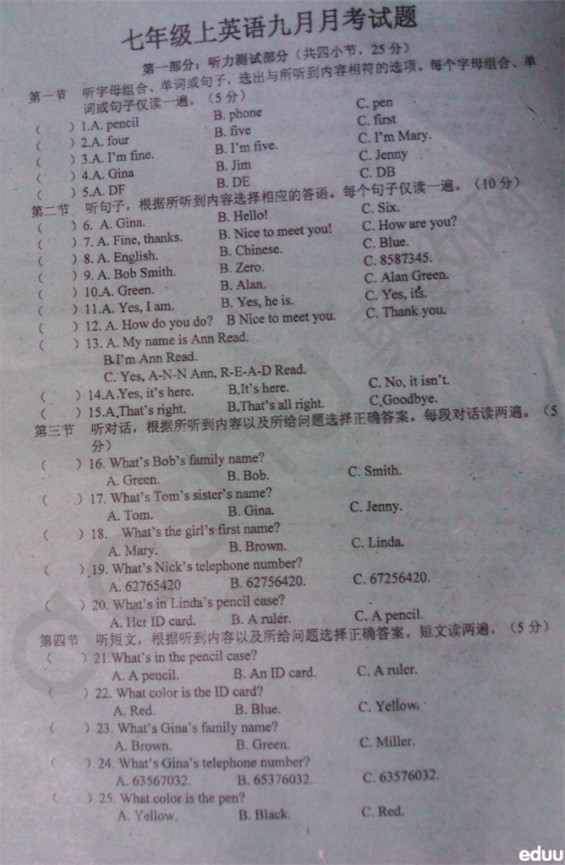 七年级上英语九月月考试题
第一部分：听力测试部分（共四小节，25 分）
第一节 听字母组合、单词或句子，选出与所听到内容相符的选项。每个字母组合、单
词或句子仅读一遍。（5 分）
( ) 1.A. pencil B. phone C. pen
( ) 2.A. four B. five C. first
( ) 3.A. I'm fine. B. I'm five. C. I'm Mary.
( ) 4.A. Gina B. Jim C. Jenny
( ) 5.A. DF B. DE C. DB
第二节 听句子，根据所听到内容选择相应的答语。每个句子仅读一遍。（10 分）
( ) 6. A. Gina. B. Hello! C. Six.
( ) 7. A. Fine, thanks. B. Nice to meet you! C. How are you?
( ) 8. A. English. B. Chinese. C. Blue.
( ) 9. A. Bob Smith. B. Zero. C. 8587345.
( ) 10.A. Green. B. Alan. C. Alan Green.
( ) 11.A. Yes, I am. B. Yes, he is. C. Yes, it's.
( ) 12. A. How do you do? B Nice to meet you. C. Thank you.
( ) 13. A. My name is Ann Read.
B.I'm Ann Read.
C. Yes, A-N-N Ann, R-E-A-D Read.
( ) 14.A.Yes, it's here. B.It's here. C. No, it isn't.
( ) 15.A.That's right. B.That's all right. C.Goodbye.
第三节 听对话，根据所听到内容以及所给问题选择正确答案。每段对话读两遍。（5
分）
( ) 16. What's Bob's family name?
A. Green. B. Bob. C. Smith.
( ) 17. What's Tom's sister's name?
A. Tom. B. Gina. C. Jenny.
( ) 18. What's the girl's first name?
A. Mary. B. Brown. C. Linda.
( ) 19. What's Nick's telephone number?
A. 62765420 B. 62756420. C. 67256420.
( ) 20. What's in Linda's pencil case?
A. Her ID card. B. A ruler. C. A pencil.
第四节 听短文，根据听到内容以及所给问题选择正确答案。短文读两遍。（5 分）
( ) 21.What's in the pencil case?
A. A pencil. B. An ID card. C. A ruler.
( ) 22. What color is the ID card?
A. Red. B. Blue. C. Yellow.
( ) 23. What's Gina's family name?
A. Brown. B. Green. C. Miller.
( ) 24. What's Gina's telephone number?
A. 63567032. B. 65376032. C. 63576032.
( ) 25. What color is the pen?
A. Yellow. B. Black. C. Red.
1
eduu